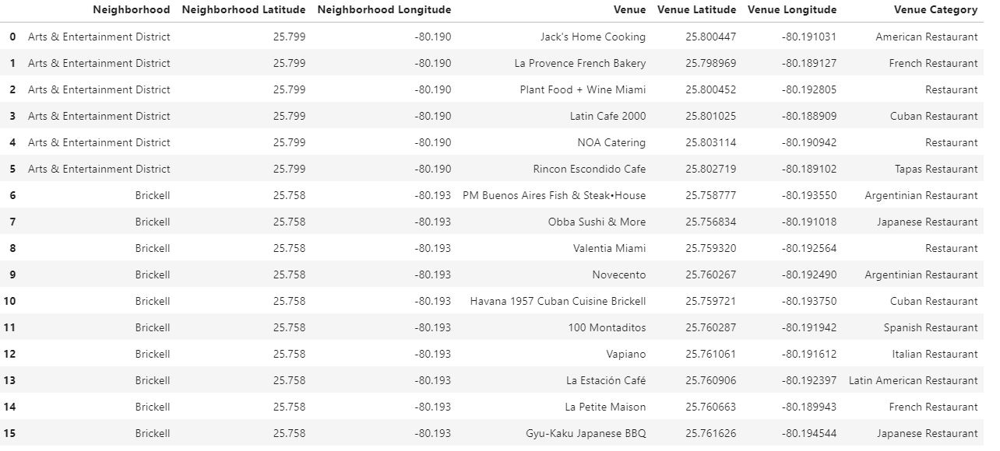 Neighborhood Neighborhood Latitude Neighborhood Longitude Venue Venue Latitude Venue Longitude Venue Category
0 Arts & Entertainment District 25.799 -80.190 Jack's Home Cooking 25.800447 -80.191031 American Restaurant
1 Arts & Entertainment District 25.799 -80.190 La Provence French Bakery 25.798969 -80.189127 French Restaurant
2 Arts & Entertainment District 25.799 -80.190 Plant Food + Wine Miami 25.800452 -80.192805 Restaurant
3 Arts & Entertainment District 25.799 -80.190 Latin Cafe 2000 25.801025 -80.188909 Cuban Restaurant
4 Arts & Entertainment District 25.799 -80.190 NOA Catering 25.803114 -80.190942 Restaurant
5 Arts & Entertainment District 25.799 -80.190 Rincon Escondido Cafe 25.802719 -80.189102 Tapas Restaurant
6 Brickell 25.758 -80.193 PM Buenos Aires Fish & Steak•House 25.758777 -80.193550 Argentinian Restaurant
7 Brickell 25.758 -80.193 Obba Sushi & More 25.756834 -80.191018 Japanese Restaurant
8 Brickell 25.758 -80.193 Valentia Miami 25.759320 -80.192564 Restaurant
9 Brickell 25.758 -80.193 Novecento 25.760267 -80.192490 Argentinian Restaurant
10 Brickell 25.758 -80.193 Havana 1957 Cuban Cuisine Brickell 25.759721 -80.193750 Cuban Restaurant
11 Brickell 25.758 -80.193 100 Montaditos 25.760287 -80.191942 Spanish Restaurant
12 Brickell 25.758 -80.193 Vapiano 25.761061 -80.191612 Italian Restaurant
13 Brickell 25.758 -80.193 La Estación Café 25.760906 -80.192397 Latin American Restaurant
14 Brickell 25.758 -80.193 La Petite Maison 25.760663 -80.189943 French Restaurant
15 Brickell 25.758 -80.193 Gyu-Kaku Japanese BBQ 25.761626 -80.194544 Japanese Restaurant